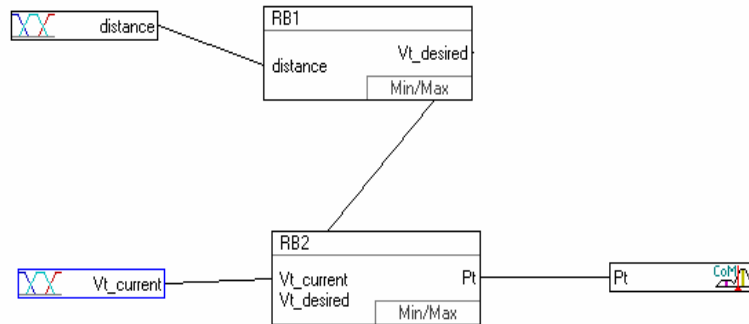 distance
RB1
distance
Vt_desired
Min/Max
Vt_current
RB2
Vt_current
Vt_desired
Pt
Min/Max
Pt
CoM